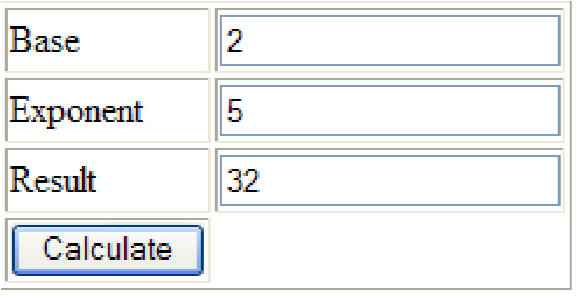 Base 2
Exponent 5
Result 32
Calculate